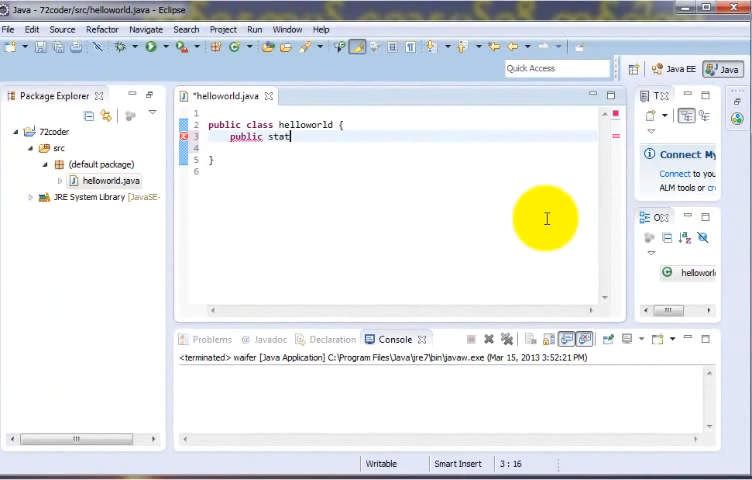 Java - 72coder/src/helloworld.java - Eclipse
File Edit Source Refactor Navigate Search Project Run Window Help
Quick Access
Java EE
Java
Package Explorer
72coder
src
(default package)
helloworld.java
JRE System Library [JavaSE-
*helloworld.java
1
2 public class helloworld {
3 public stat
4
5 }
6
T
Connect My
Connect to you
ALM tools or cr
O
helloworl
Problems @ Javadoc Declaration Console
<terminated> waifer [Java Application] C:\Program Files\Java\jre7\bin\javaw.exe (Mar 15, 2013 3:52:21 PM)
Writable Smart Insert 3 : 16